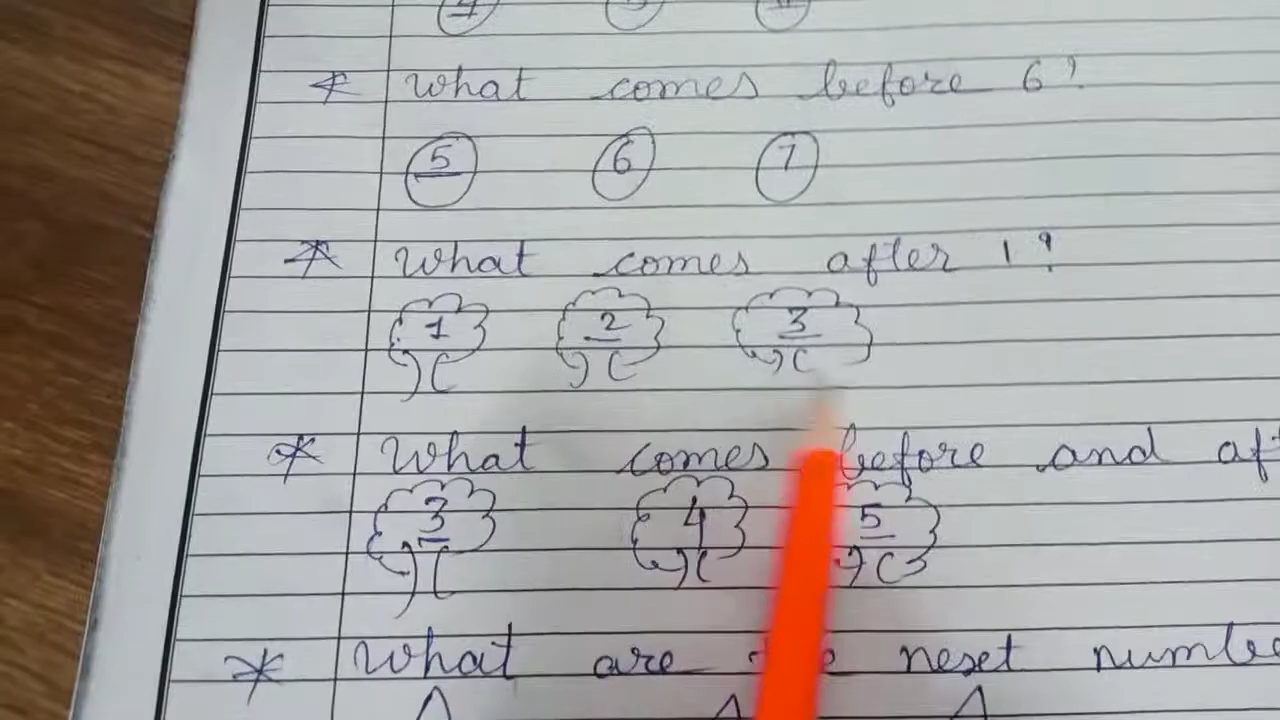 * What comes before 6?
5 6 7
* What comes after 1?
1 2 3
* What comes before and
3 4 5
* What are nesct